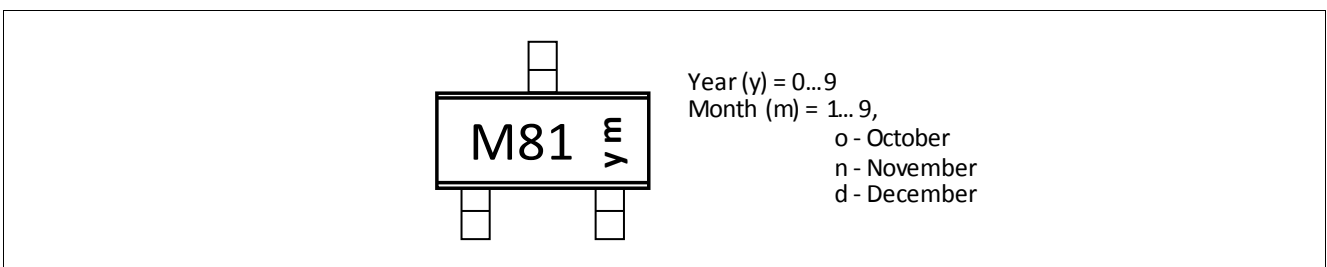 M81
y m
Year (y) = 0...9
Month (m) = 1... 9,
o - October
n - November
d - December